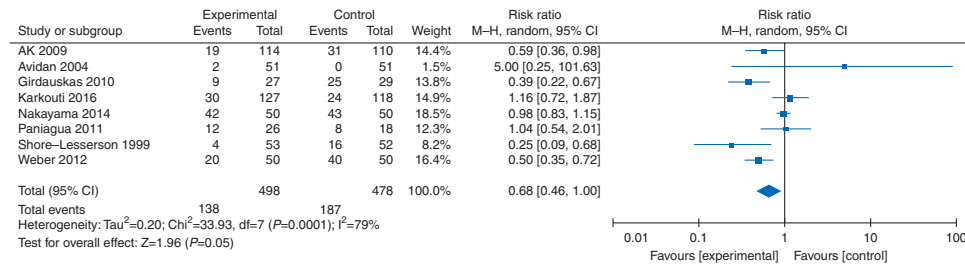 Experimental Control Risk ratio Risk ratio
Study or subgroup Events Total Events Total Weight M–H, random, 95% CI M–H, random, 95% CI
AK 2009 19 114 31 110 14.4% 0.59 [0.36, 0.98]
Avidan 2004 2 51 0 51 1.5% 5.00 [0.25, 101.63]
Girdauskas 2010 9 27 25 29 13.8% 0.39 [0.22, 0.67]
Karkouti 2016 30 127 24 118 14.9% 1.16 [0.72, 1.87]
Nakayama 2014 42 50 43 50 18.5% 0.98 [0.83, 1.15]
Paniagua 2011 12 26 8 18 12.3% 1.04 [0.54, 2.01]
Shore–Lesserson 1999 4 53 16 52 8.2% 0.25 [0.09, 0.68]
Weber 2012 20 50 40 50 16.4% 0.50 [0.35, 0.72]
Total (95% CI) 498 478 100.0% 0.68 [0.46, 1.00]
Total events 138 187
Heterogeneity: Tau²=0.20; Chi²=33.93, df=7 (P=0.0001); I²=79%
Test for overall effect: Z=1.96 (P=0.05)
0.01 0.1 1 10 100
Favours [experimental] Favours [control]